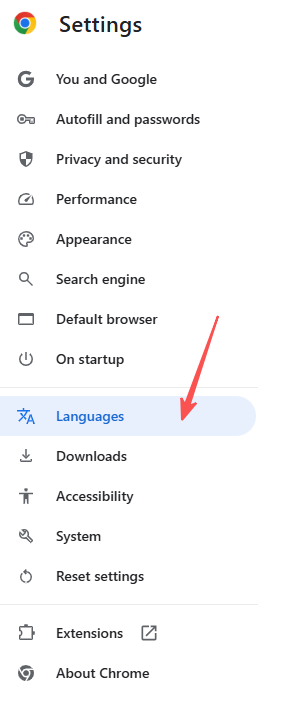 Settings
You and Google
Autofill and passwords
Privacy and security
Performance
Appearance
Search engine
Default browser
On startup
Languages
Downloads
Accessibility
System
Reset settings
Extensions
About Chrome